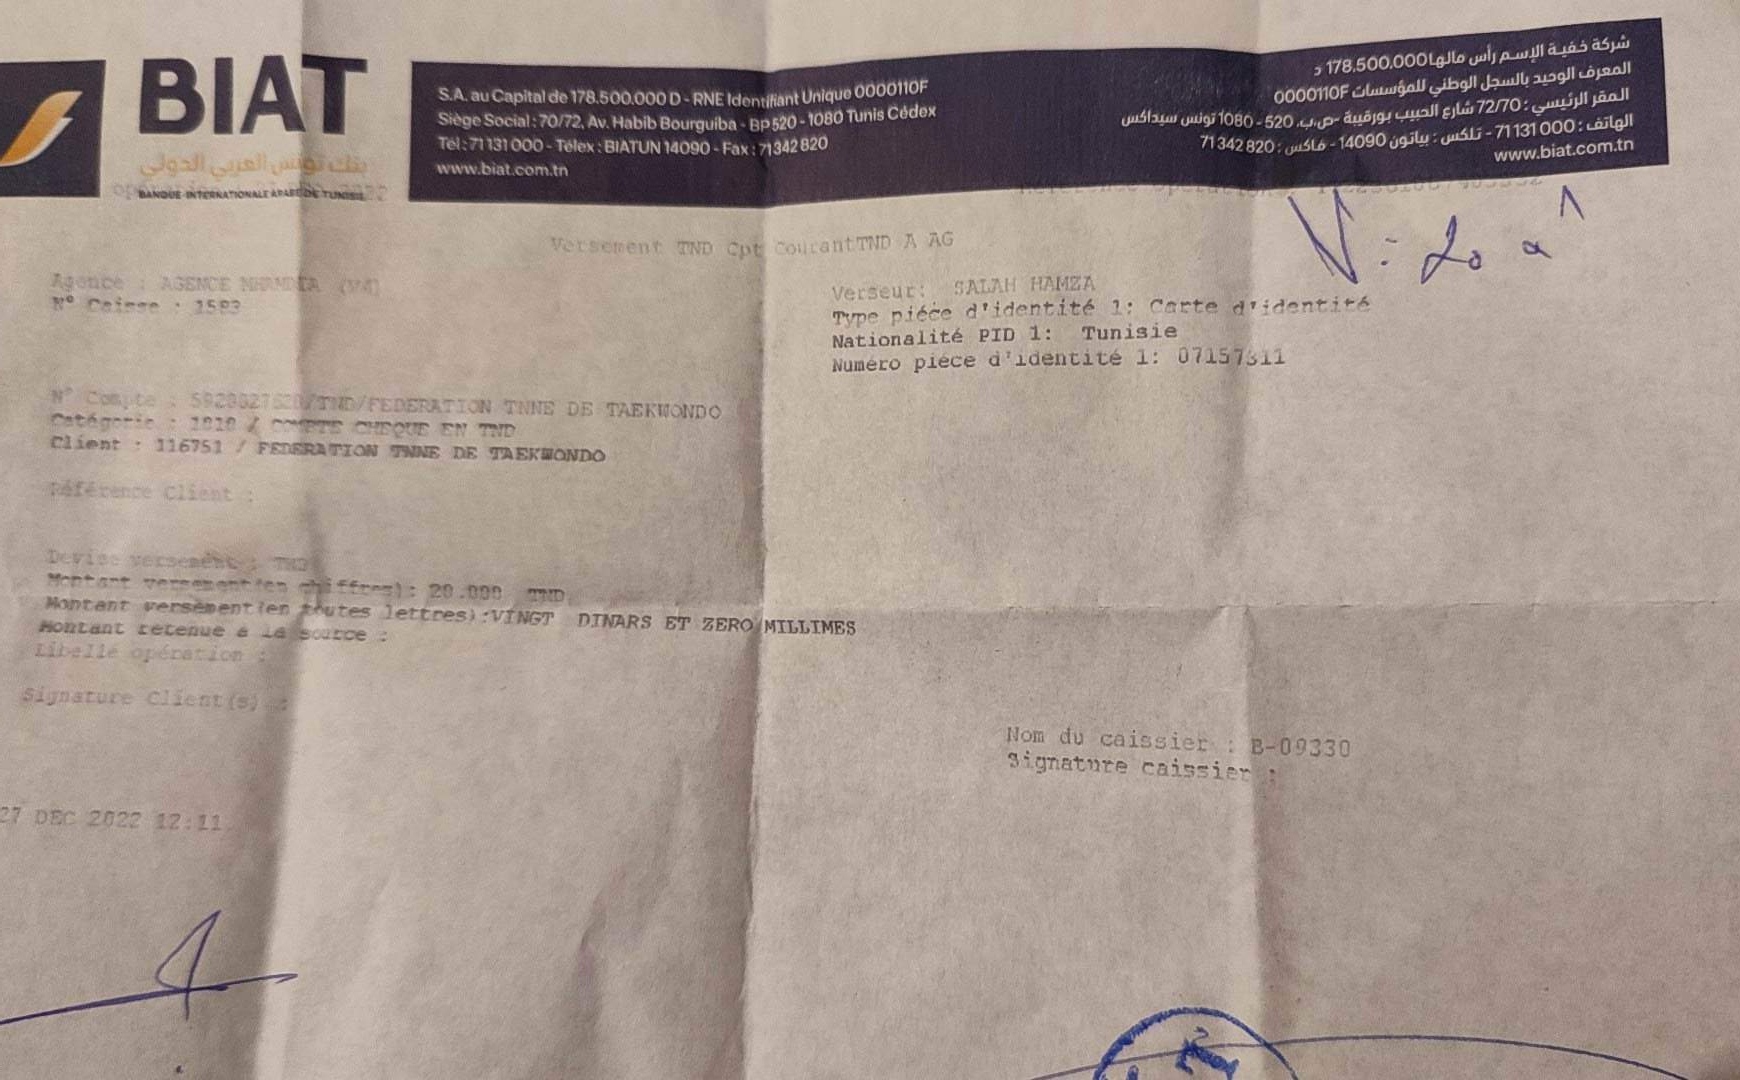 BIAT
بنك تونس العربي الدولي
BANQUE INTERNATIONALE ARABE DE TUNISIE
S.A. au Capital de 178.500.000 D - RNE Identifiant Unique 0000110F
Siège Social : 70/72, Av. Habib Bourguiba - BP 520 - 1080 Tunis Cédex
Tél : 71 131 000 - Télex : BIATUN 14090 - Fax : 71 342 820
www.biat.com.tn
شركة خفية الإسم رأس مالها 178.500.000 د
المعرف الوحيد بالسجل الوطني للمؤسسات 0000110F
المقر الرئيسي : 72/70 شارع الحبيب بورقيبة -ص.ب. 520 - 1080 تونس سيداكس
الهاتف : 71 131 000 - تلكس : بياتون 14090 - فاكس : 71 342 820
www.biat.com.tn
Versement TND Cpt CourantTND A AG
Agence : AGENCE
N° Caisse : 1583
Verseur: SALAH HAMZA
Type piéce d'identité 1: Carte d'identité
Nationalité PID 1: Tunisie
Numéro piéce d'identité 1: 07157311
N° Compte : /TND/FEDERATION TNNE DE TAEKWONDO
Catégorie : 1010 / COMPTE CHEQUE EN TND
Client : 116751 / FEDERATION TNNE DE TAEKWONDO
Référence Client :
Devise versement : TND
Montant versement(en chiffres): 20.000 TND
Montant versement(en toutes lettres):VINGT DINARS ET ZERO MILLIMES
Montant retenue a la source :
Libellé opération :
Signature Client(s) :
Nom du caissier : B-09330
Signature caissier :
27 DEC 2022 12:11